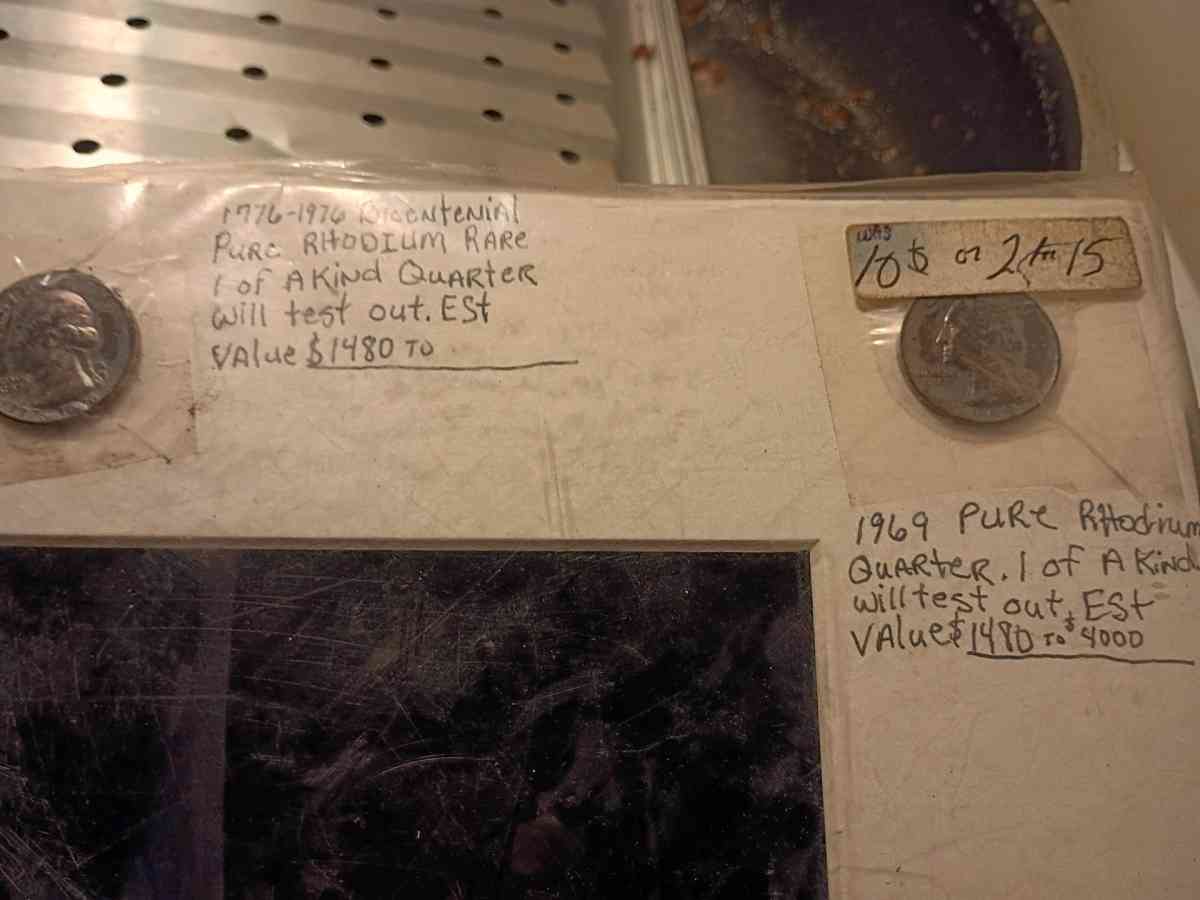 1776-1976 Bicentenial
PURE RHODIUM RARE
1 of A Kind QUARTER
will test out. ESt
VAlue $1480 TO
WAS
10$ or 2 for 15
1969 PURE RHodium
QUARTER. 1 of A Kind
will test out. ESt
VAlue $1480 TO $4000